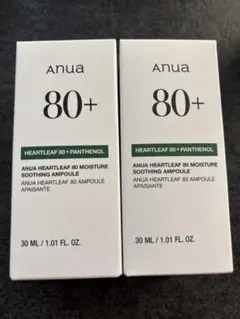 Anua
80+
HEARTLEAF 80 + PANTHENOL
ANUA HEARTLEAF 80 MOISTURE
SOOTHING AMPOULE
ANUA HEARTLEAF 80 AMPOULE
APAISANTE
30 ML / 1.01 FL. OZ.
Anua
80+
HEARTLEAF 80 + PANTHENOL
ANUA HEARTLEAF 80 MOISTURE
SOOTHING AMPOULE
ANUA HEARTLEAF 80 AMPOULE
APAISANTE
30 ML / 1.01 FL. OZ.